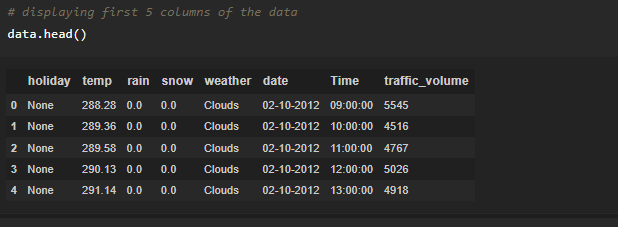 # displaying first 5 columns of the data
data.head()
holiday temp rain snow weather date Time traffic_volume
0 None 288.28 0.0 0.0 Clouds 02-10-2012 09:00:00 5545
1 None 289.36 0.0 0.0 Clouds 02-10-2012 10:00:00 4516
2 None 289.58 0.0 0.0 Clouds 02-10-2012 11:00:00 4767
3 None 290.13 0.0 0.0 Clouds 02-10-2012 12:00:00 5026
4 None 291.14 0.0 0.0 Clouds 02-10-2012 13:00:00 4918